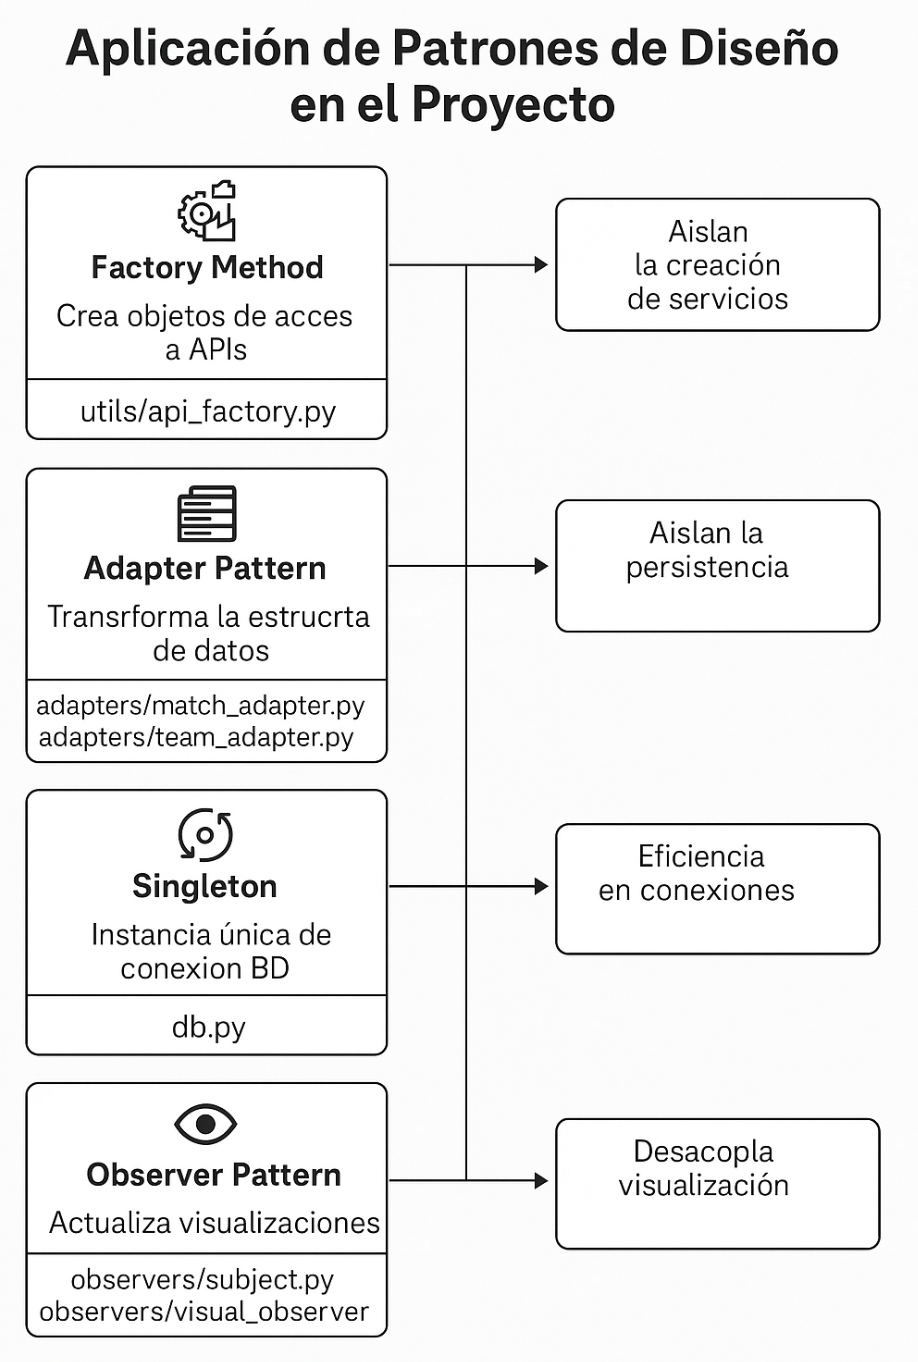 Aplicación de Patrones de Diseño
en el Proyecto
Factory Method
Crea objetos de acces
a APIs
utils/api_factory.py
Aislan
la creación
de servicios
Adapter Pattern
Transrforma la estrucrta
de datos
adapters/match_adapter.py
adapters/team_adapter.py
Aislan la
persistencia
Singleton
Instancia única de
conexion BD
db.py
Eficiencia
en conexiones
Observer Pattern
Actualiza visualizaciones
observers/subject.py
observers/visual_observer
Desacopla
visualización